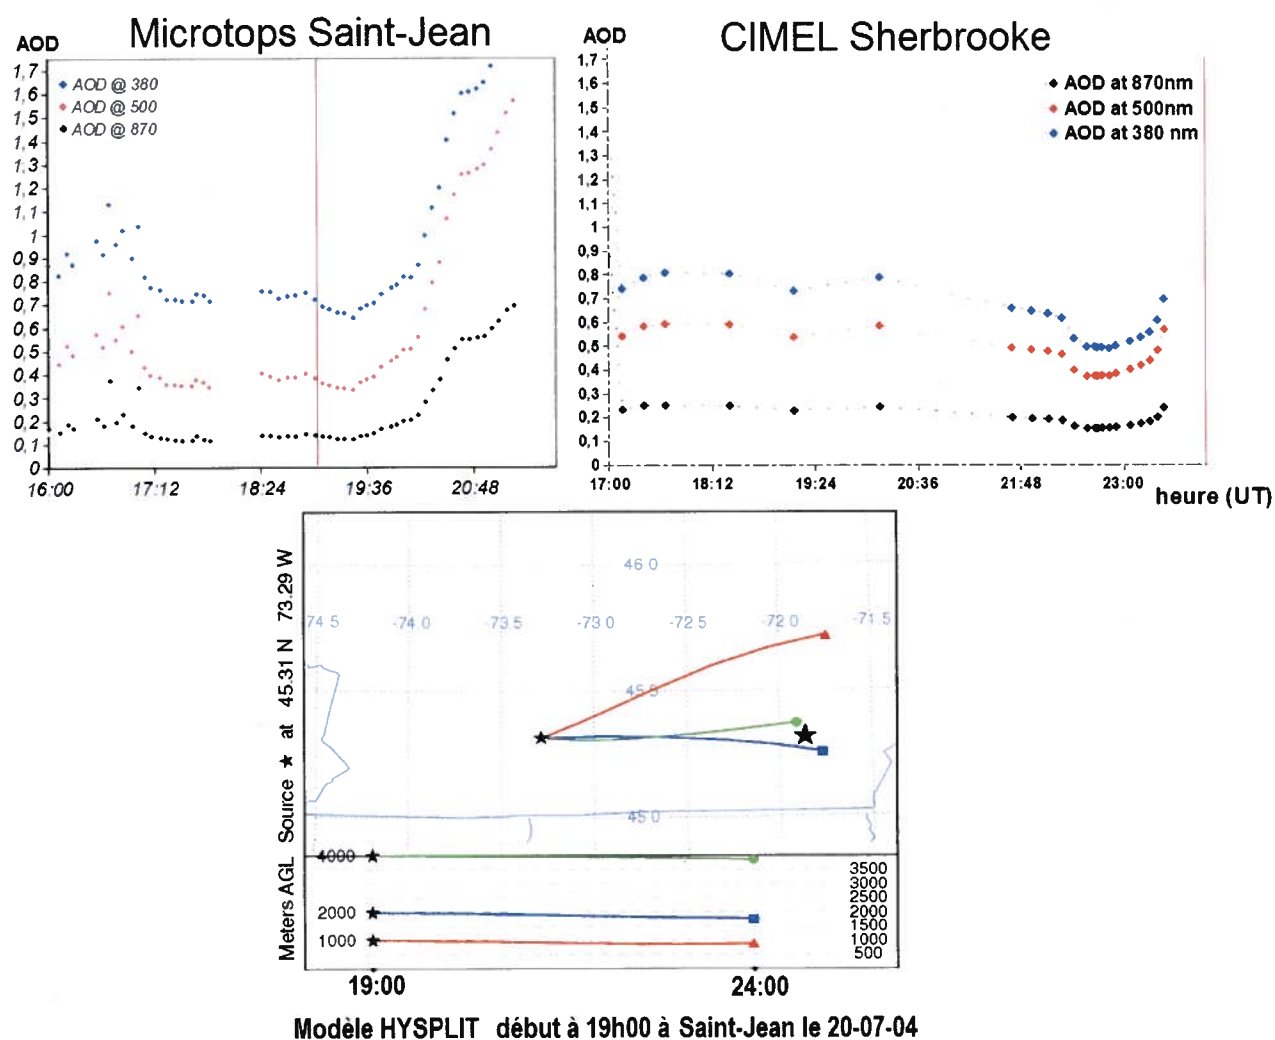 Microtops Saint-Jean
AOD
1,7
1,6
1,5
1,4
1,3
1,2
1,1
1
0,9
0,8
0,7
0,6
0,5
0,4
0,3
0,2
0,1
0
AOD @ 380
AOD @ 500
AOD @ 870
16:00 17:12 18:24 19:36 20:48
CIMEL Sherbrooke
AOD
1,7
1,6
1,5
1,4
1,3
1,2
1,1
1
0,9
0,8
0,7
0,6
0,5
0,4
0,3
0,2
0,1
0
AOD at 870nm
AOD at 500nm
AOD at 380 nm
17:00 18:12 19:24 20:36 21:48 23:00
heure (UT)
Source ★ at 45.31 N 73.29 W
46 0
74 5 -74.0 -73.5 -73 0 -72.5 -72 0 -71.5
45.5
45 0
Meters AGL
4000
2000
1000
3500
3000
2500
2000
1500
1000
500
19:00 24:00
Modèle HYSPLIT début à 19h00 à Saint-Jean le 20-07-04